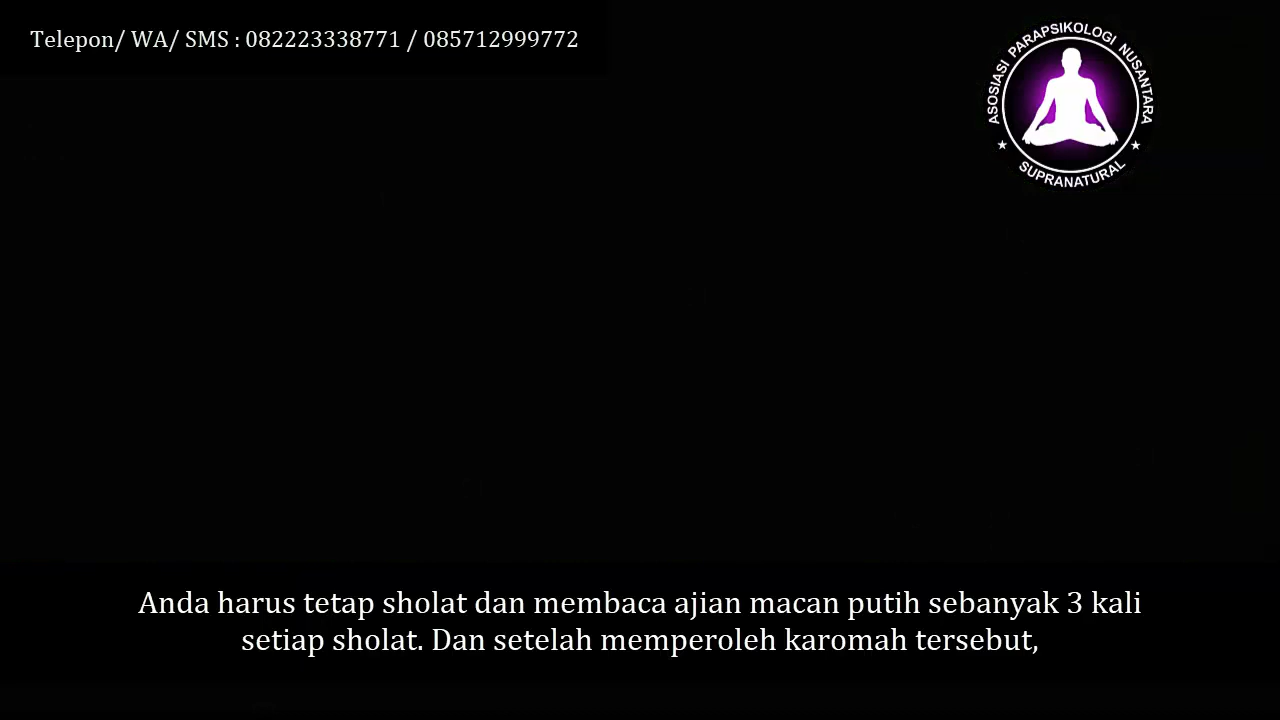 Telepon/ WA/ SMS : 082223338771 / 085712999772
ASOSIASI PARAPSIKOLOGI NUSANTARA
SUPRANATURAL
Anda harus tetap sholat dan membaca ajian macan putih sebanyak 3 kali
setiap sholat. Dan setelah memperoleh karomah tersebut,